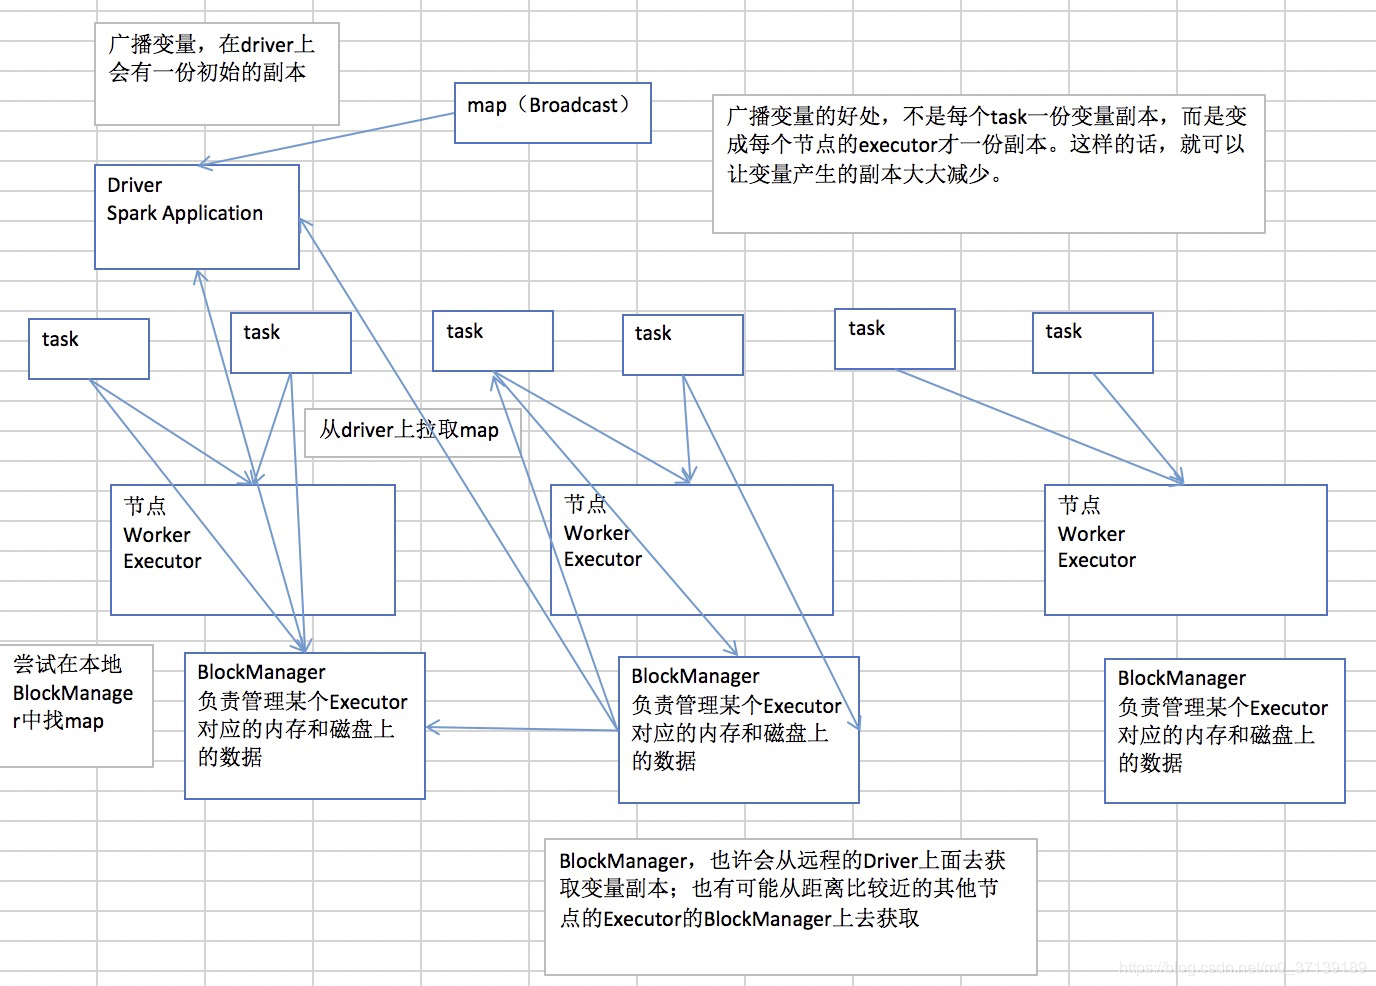 广播变量，在driver上
会有一份初始的副本
map（Broadcast）
广播变量的好处，不是每个task一份变量副本，而是变
成每个节点的executor才一份副本。这样的话，就可以
让变量产生的副本大大减少。
Driver
Spark Application
task
task
task
task
task
task
从driver上拉取map
节点
Worker
Executor
节点
Worker
Executor
节点
Worker
Executor
尝试在本地
BlockManage
r中找map
BlockManager
负责管理某个Executor
对应的内存和磁盘上
的数据
BlockManager
负责管理某个Executor
对应的内存和磁盘上
的数据
BlockManager
负责管理某个Executor
对应的内存和磁盘上
的数据
BlockManager，也许会从远程的Driver上面去获
取变量副本；也有可能从距离比较近的其他节
点的Executor的BlockManager上去获取
https://blog.csdn.net/m0_37139189